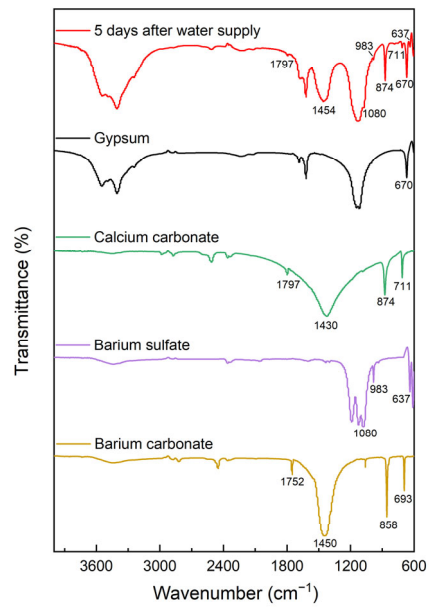 5 days after water supply
637
983
711
1797
1454
1080
874
670
Gypsum
670
Calcium carbonate
1797
711
874
1430
Barium sulfate
983
637
1080
Barium carbonate
1752
693
858
1450
4000 3600 3000 2400 1800 1200 600
Transmittance (%)
Wavenumber (cm⁻¹)